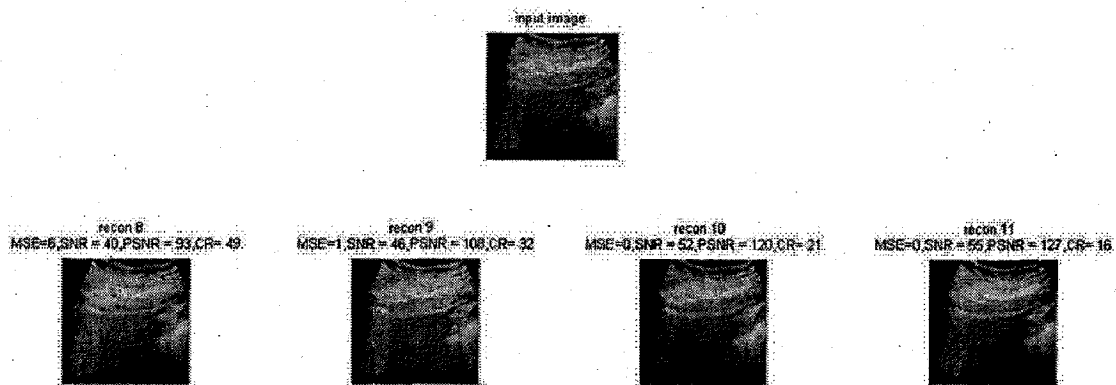 input image
recon 8
MSE=6,SNR = 40,PSNR = 93,CR= 49
recon 9
MSE=1,SNR = 46,PSNR = 108,CR= 32
recon 10
MSE=0,SNR = 52,PSNR = 120,CR= 21
recon 11
MSE=0,SNR = 55,PSNR = 127,CR= 16